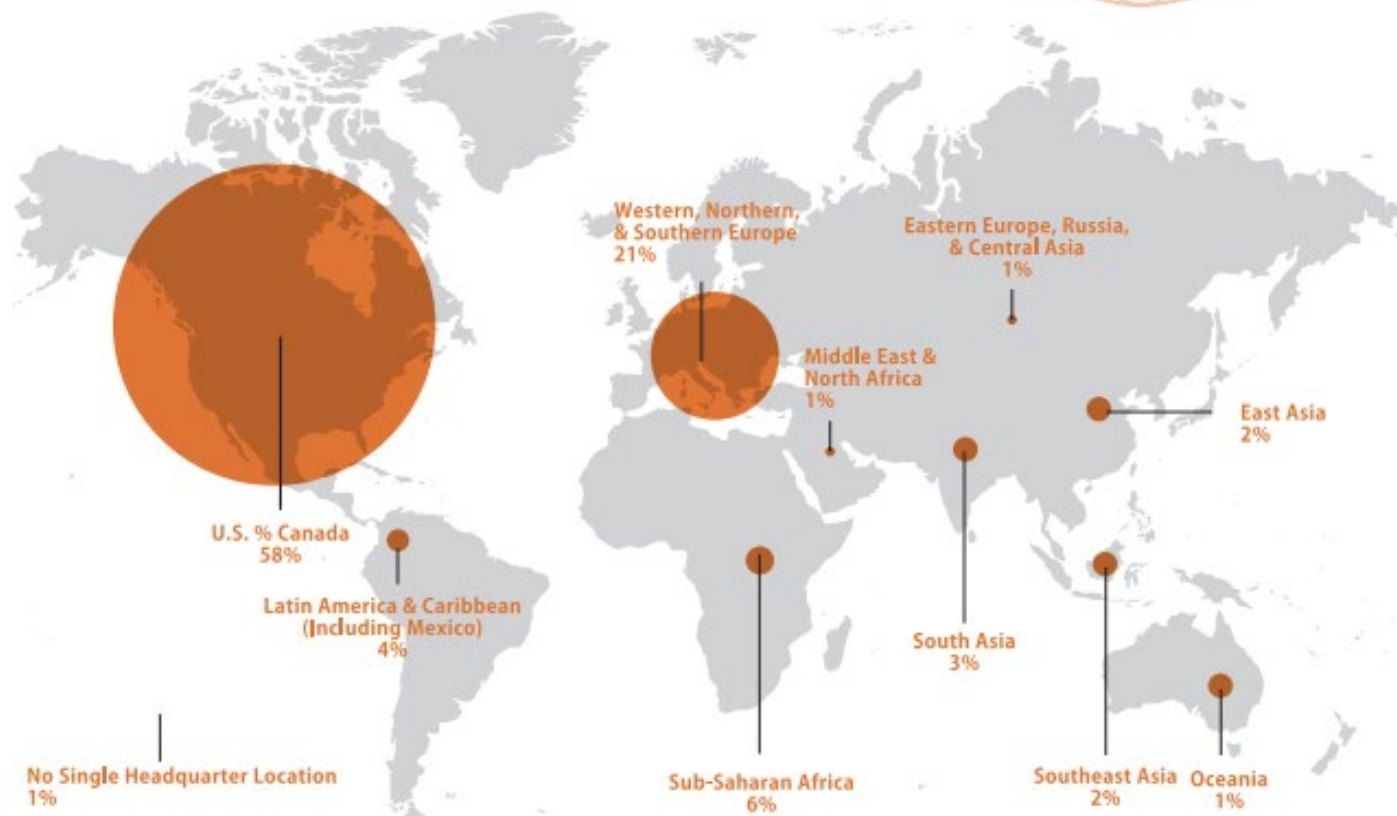 Western, Northern,
& Southern Europe
21%
Eastern Europe, Russia,
& Central Asia
1%
Middle East &
North Africa
1%
East Asia
2%
U.S. % Canada
58%
Latin America & Caribbean
(Including Mexico)
4%
South Asia
3%
No Single Headquarter Location
1%
Sub-Saharan Africa
6%
Southeast Asia
2%
Oceania
1%